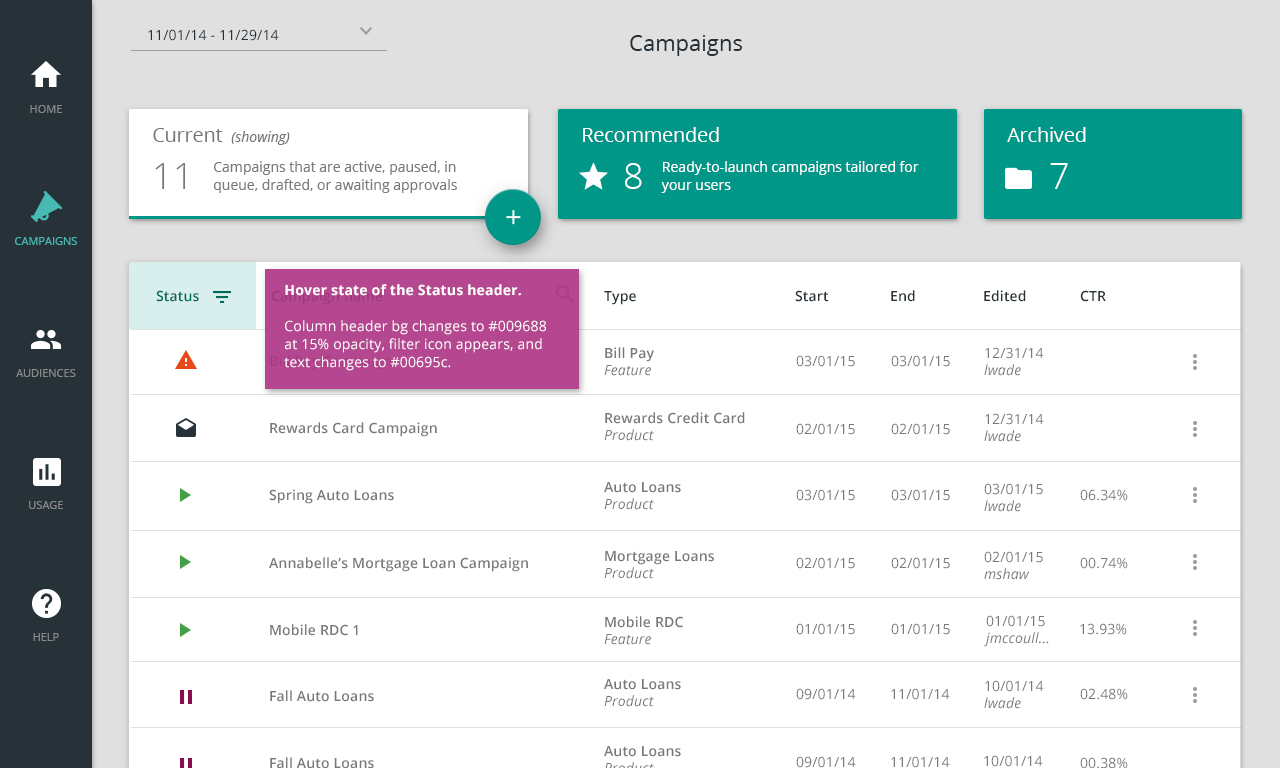 11/01/14 - 11/29/14
Campaigns
HOME
CAMPAIGNS
AUDIENCES
USAGE
HELP
Current (showing)
11
Campaigns that are active, paused, in
queue, drafted, or awaiting approvals
+
Recommended
8
Ready-to-launch campaigns tailored for
your users
Archived
7
Status
Campaign name
Type
Start
End
Edited
CTR
Hover state of the Status header.
Column header bg changes to #009688
at 15% opacity, filter icon appears, and
text changes to #00695c.
Bill Pay
Feature
03/01/15
03/01/15
12/31/14
lwade
Rewards Card Campaign
Rewards Credit Card
Product
02/01/15
02/01/15
12/31/14
lwade
Spring Auto Loans
Auto Loans
Product
03/01/15
03/01/15
03/01/15
lwade
06.34%
Annabelle’s Mortgage Loan Campaign
Mortgage Loans
Product
02/01/15
02/01/15
02/01/15
mshaw
00.74%
Mobile RDC 1
Mobile RDC
Feature
01/01/15
01/01/15
01/01/15
jmccoull...
13.93%
Fall Auto Loans
Auto Loans
Product
09/01/14
11/01/14
10/01/14
lwade
02.48%
Fall Auto Loans
Auto Loans
Product
09/01/14
11/01/14
10/01/14
00.38%